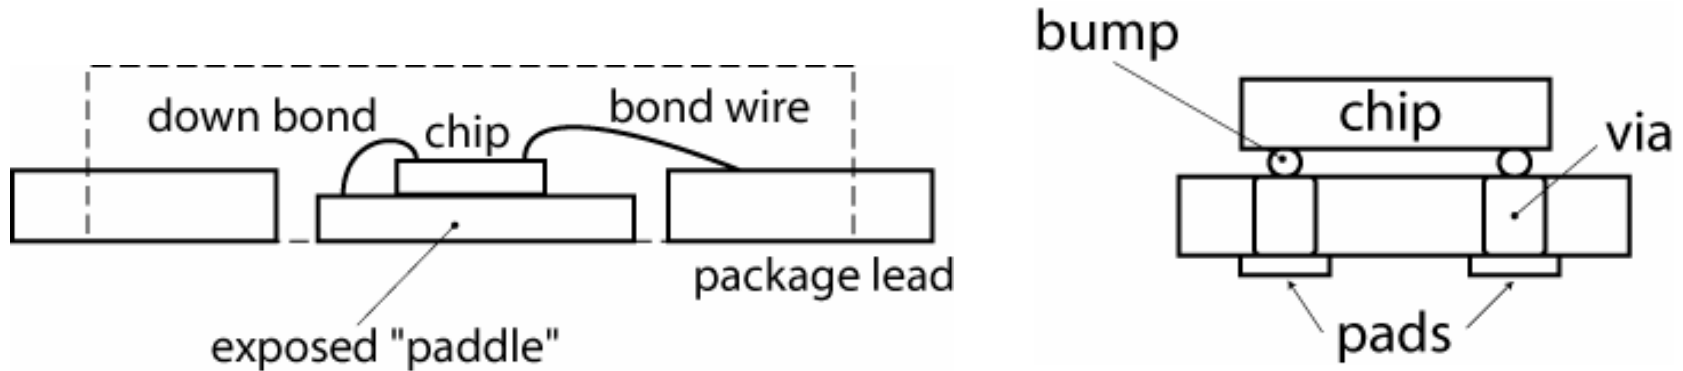 down bond
chip
bond wire
package lead
exposed "paddle"
bump
chip
via
pads